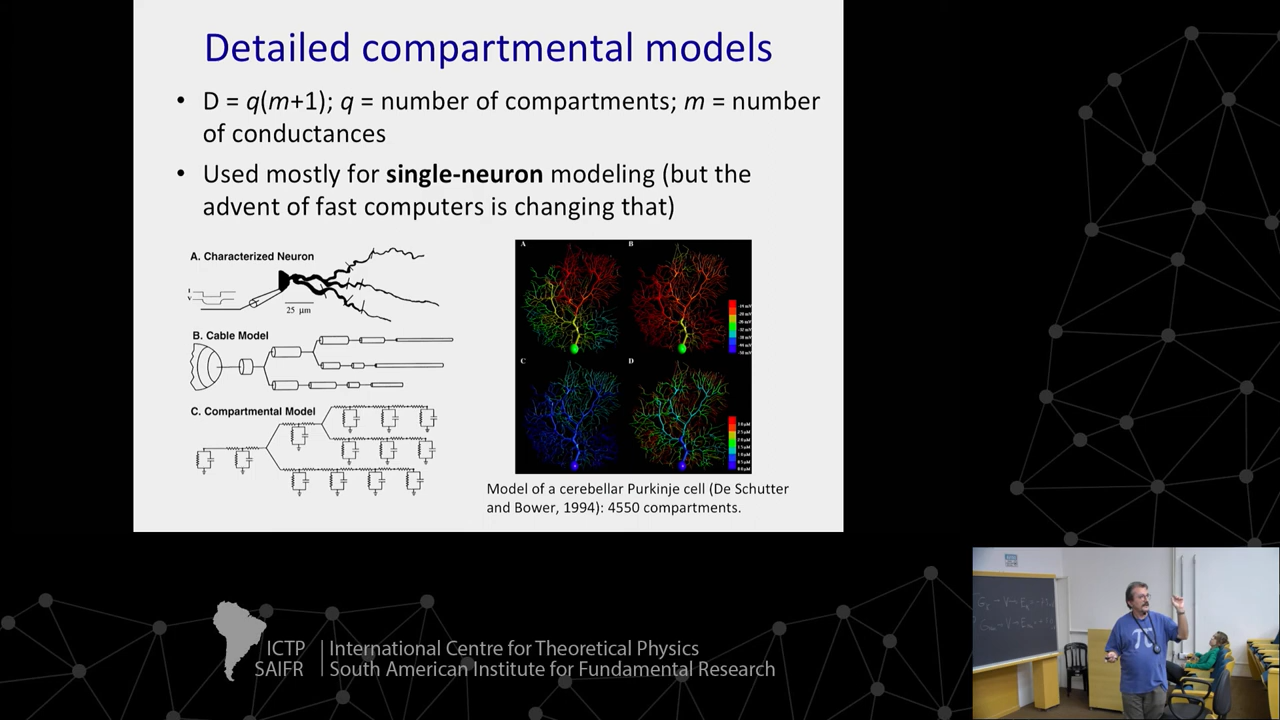 Detailed compartmental models
• D = q(m+1); q = number of compartments; m = number
of conductances
• Used mostly for single-neuron modeling (but the
advent of fast computers is changing that)
A. Characterized Neuron
I
V
25 µm
B. Cable Model
C. Compartmental Model
A
B
C
D
Model of a cerebellar Purkinje cell (De Schutter
and Bower, 1994): 4550 compartments.
ICTP
SAIFR
International Centre for Theoretical Physics
South American Institute for Fundamental Research
π